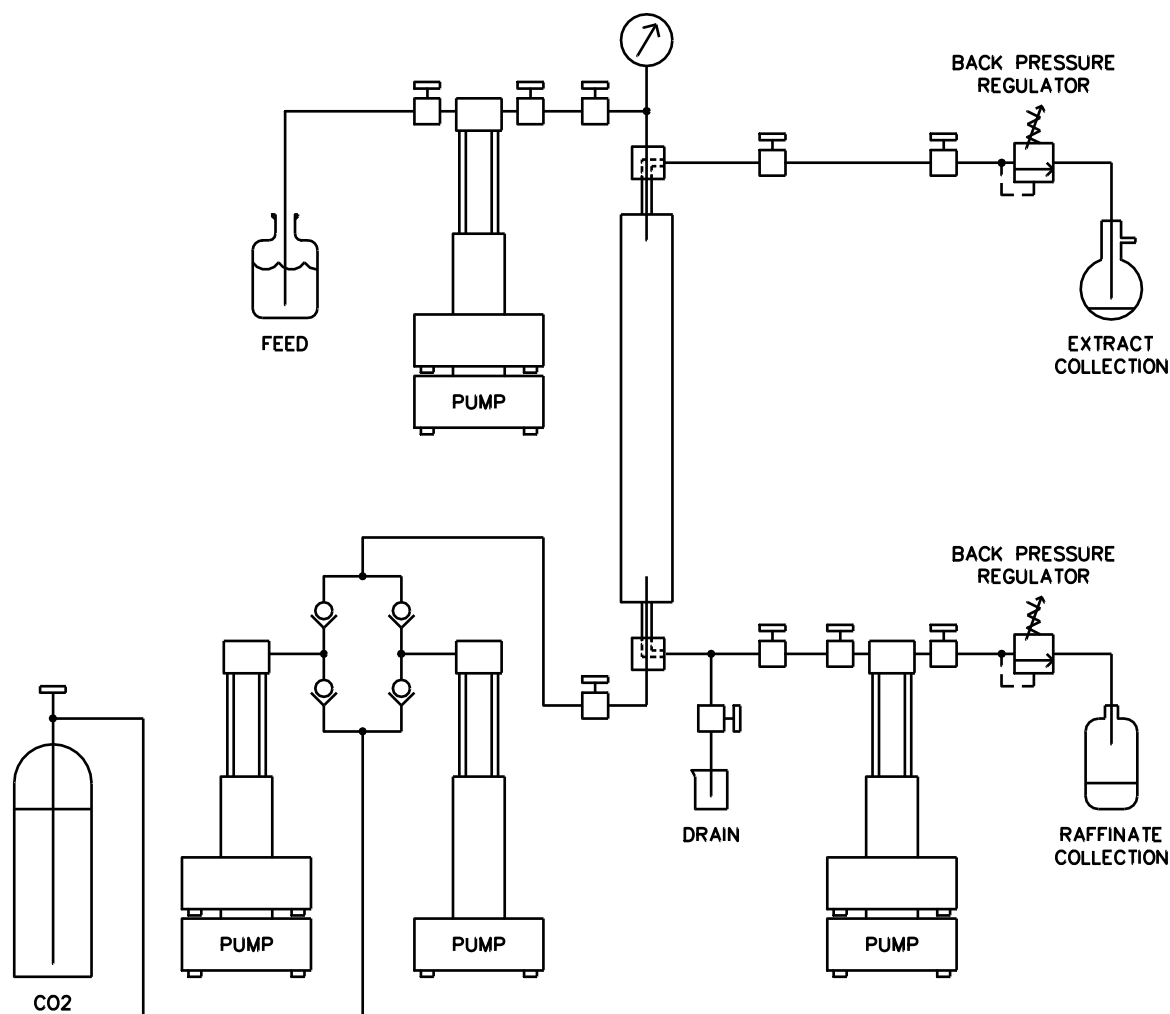 BACK PRESSURE
REGULATOR
FEED
EXTRACT
COLLECTION
PUMP
BACK PRESSURE
REGULATOR
DRAIN
RAFFINATE
COLLECTION
PUMP
PUMP
PUMP
CO2